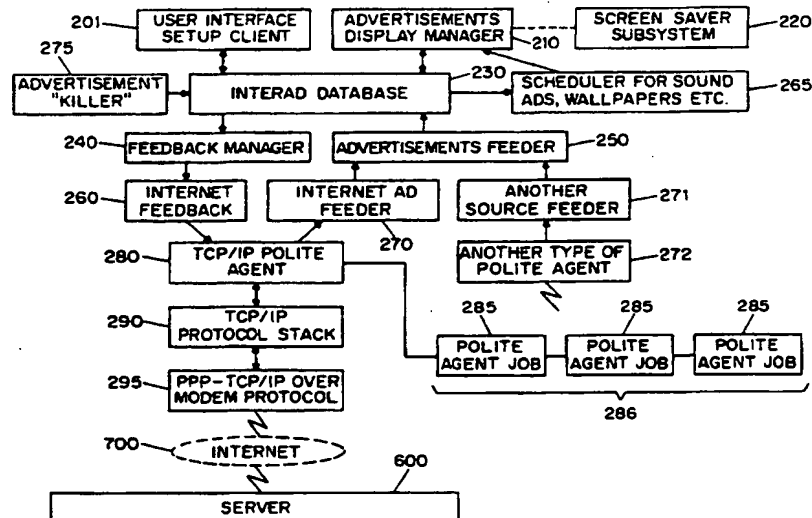 201
USER INTERFACE
SETUP CLIENT
ADVERTISEMENTS
DISPLAY MANAGER
210
SCREEN SAVER
SUBSYSTEM
220
275
ADVERTISEMENT
"KILLER"
230
INTERAD DATABASE
SCHEDULER FOR SOUND
ADS, WALLPAPERS ETC.
265
240
FEEDBACK MANAGER
ADVERTISEMENTS FEEDER
250
260
INTERNET
FEEDBACK
INTERNET AD
FEEDER
270
ANOTHER
SOURCE FEEDER
271
280
TCP/IP POLITE
AGENT
ANOTHER TYPE OF
POLITE AGENT
272
290
TCP/IP
PROTOCOL STACK
285
285
285
POLITE
AGENT JOB
POLITE
AGENT JOB
POLITE
AGENT JOB
286
295
PPP-TCP/IP OVER
MODEM PROTOCOL
700
INTERNET
600
SERVER